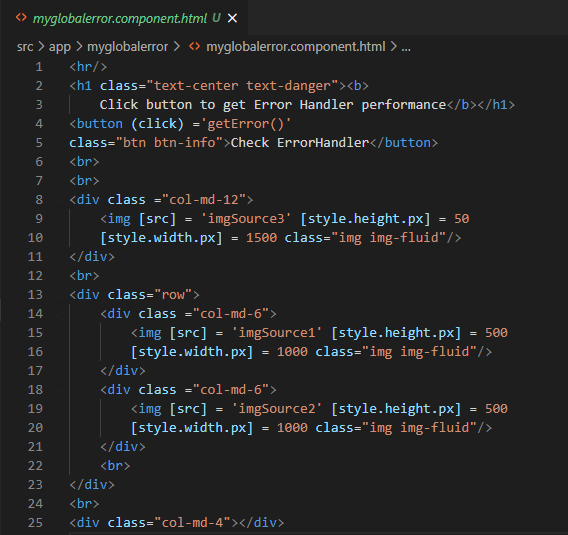 myglobalerror.component.html U ×
src > app > myglobalerror > <> myglobalerror.component.html > ...
1 <hr/>
2 <h1 class="text-center text-danger"><b>
3 Click button to get Error Handler performance</b></h1>
4 <button (click) ='getError()'
5 class="btn btn-info">Check ErrorHandler</button>
6 <br>
7 <br>
8 <div class ="col-md-12">
9 <img [src] = 'imgSource3' [style.height.px] = 50
10 [style.width.px] = 1500 class="img img-fluid"/>
11 </div>
12 <br>
13 <div class="row">
14 <div class ="col-md-6">
15 <img [src] = 'imgSource1' [style.height.px] = 500
16 [style.width.px] = 1000 class="img img-fluid"/>
17 </div>
18 <div class ="col-md-6">
19 <img [src] = 'imgSource2' [style.height.px] = 500
20 [style.width.px] = 1000 class="img img-fluid"/>
21 </div>
22 <br>
23 </div>
24 <br>
25 <div class="col-md-4"></div>